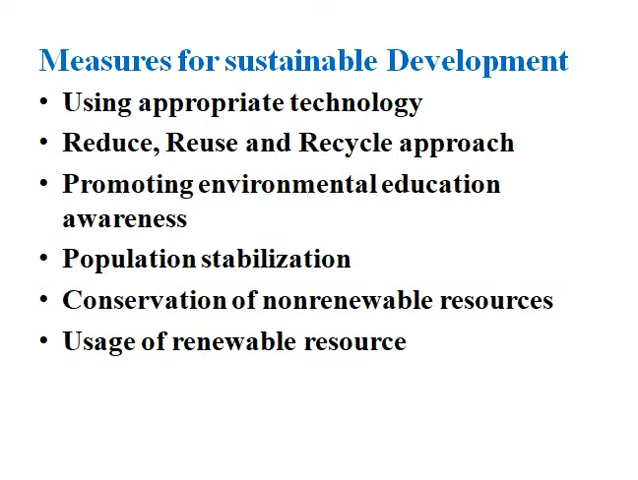 Measures for sustainable Development
• Using appropriate technology
• Reduce, Reuse and Recycle approach
• Promoting environmental education
awareness
• Population stabilization
• Conservation of nonrenewable resources
• Usage of renewable resource